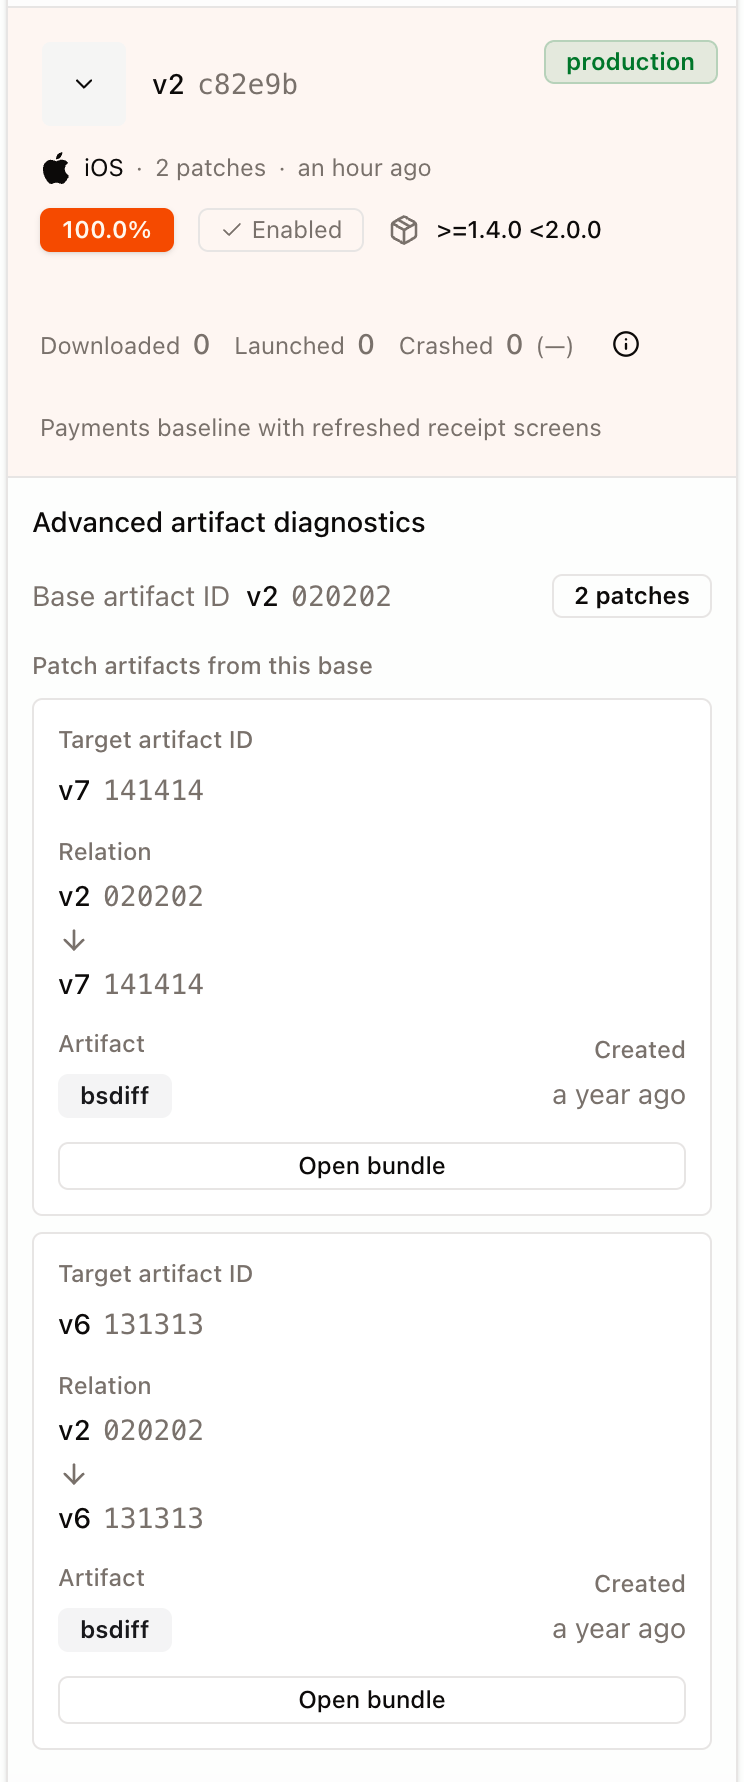 v2 c82e9b
production
iOS · 2 patches · an hour ago
100.0% Enabled >=1.4.0 <2.0.0
Downloaded 0 Launched 0 Crashed 0 (—)
Payments baseline with refreshed receipt screens
Advanced artifact diagnostics
Base artifact ID v2 020202 2 patches
Patch artifacts from this base
Target artifact ID
v7 141414
Relation
v2 020202
↓
v7 141414
Artifact Created
bsdiff a year ago
Open bundle
Target artifact ID
v6 131313
Relation
v2 020202
↓
v6 131313
Artifact Created
bsdiff a year ago
Open bundle